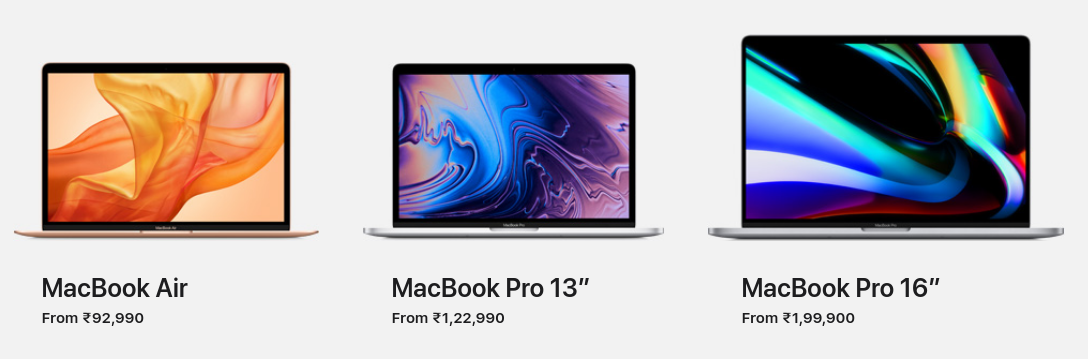 MacBook Air
From ₹92,990
MacBook Pro 13″
From ₹1,22,990
MacBook Pro 16″
From ₹1,99,900